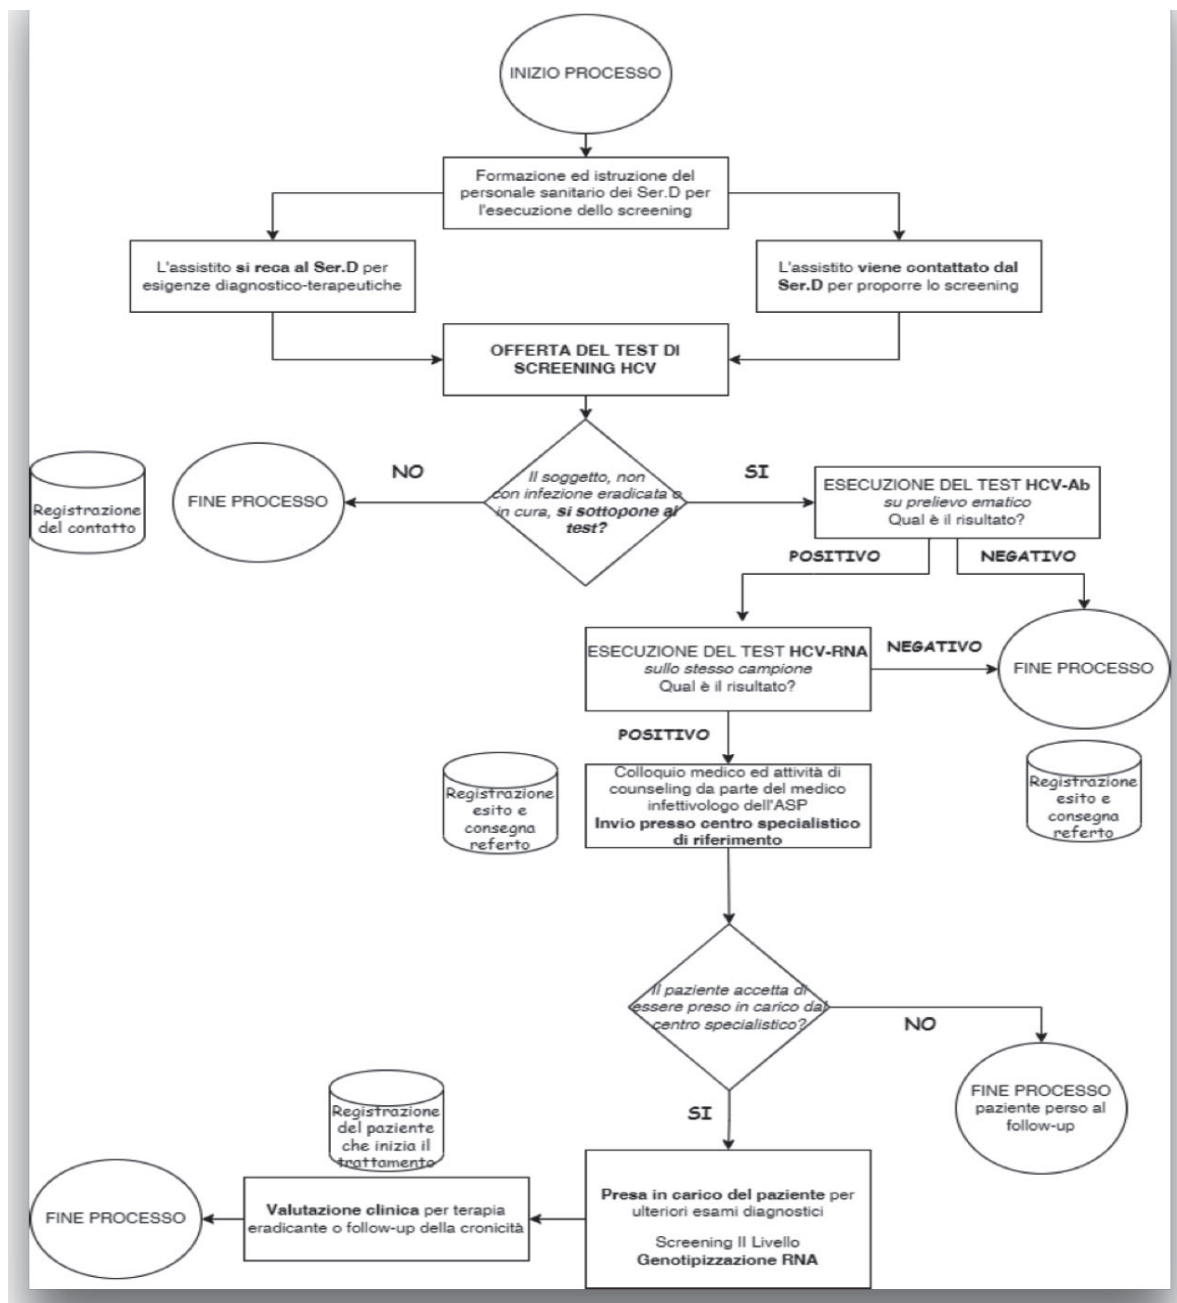 INIZIO PROCESSO
Formazione ed istruzione del
personale sanitario dei Ser.D per
l'esecuzione dello screening
L'assistito si reca al Ser.D per
esigenze diagnostico-terapeutiche
L'assistito viene contattato dal
Ser.D per proporre lo screening
OFFERTA DEL TEST DI
SCREENING HCV
Il soggetto, non
con infezione eradicata o
in cura, si sottopone al
test?
NO
SI
FINE PROCESSO
Registrazione
del contatto
ESECUZIONE DEL TEST HCV-Ab
su prelievo ematico
Qual è il risultato?
POSITIVO
NEGATIVO
ESECUZIONE DEL TEST HCV-RNA
sullo stesso campione
Qual è il risultato?
NEGATIVO
FINE PROCESSO
POSITIVO
Registrazione
esito e
consegna
referto
Colloquio medico ed attività di
counseling da parte del medico
infettivologo dell'ASP
Invio presso centro specialistico
di riferimento
Registrazione
esito e
consegna
referto
Il paziente accetta di
essere preso in carico dal
centro specialistico?
NO
FINE PROCESSO
paziente perso al
follow-up
SI
Registrazione
del paziente
che inizia il
trattamento
Presa in carico del paziente per
ulteriori esami diagnostici
Screening II Livello
Genotipizzazione RNA
Valutazione clinica per terapia
eradicante o follow-up della cronicità
FINE PROCESSO